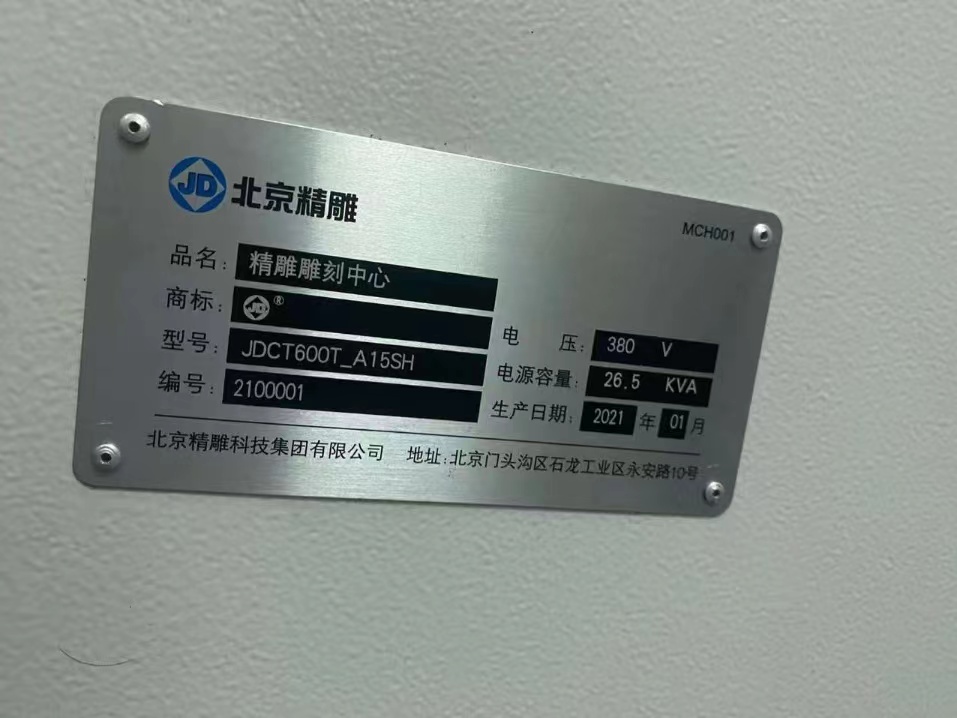 JD 北京精雕
MCH001
品名: 精雕雕刻中心
商标: JD ®
型号: JDCT600T_A15SH
编号: 2100001
电 压: 380 V
电源容量: 26.5 KVA
生产日期: 2021 年 01 月
北京精雕科技集团有限公司 地址:北京门头沟区石龙工业区永安路10号